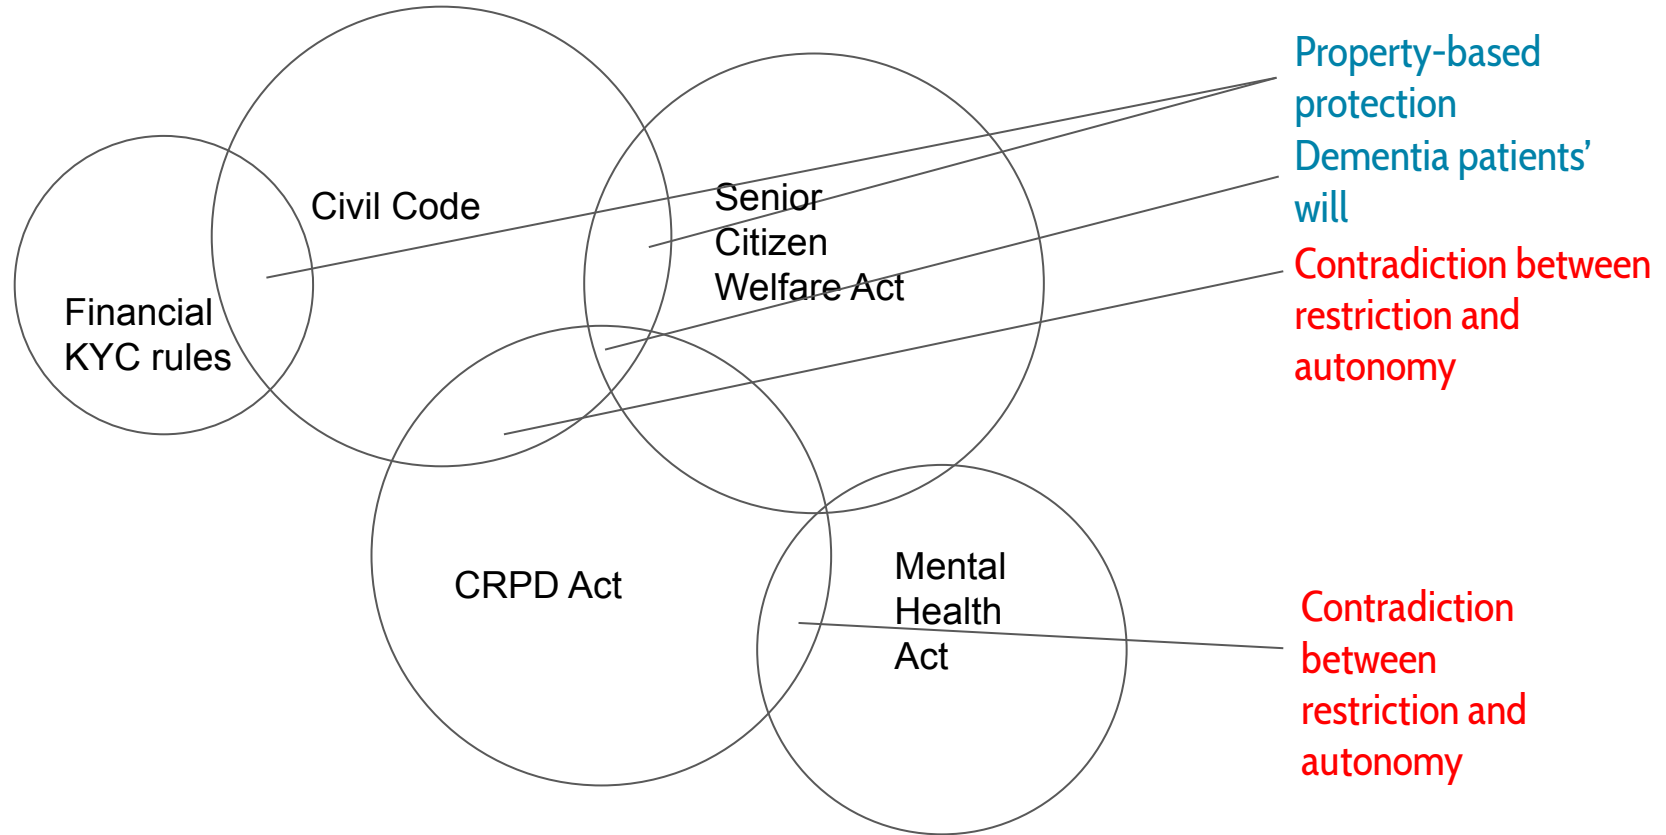 Civil Code
Financial
KYC rules
Senior
Citizen
Welfare Act
CRPD Act
Mental
Health
Act
Property-based
protection
Dementia patients’
will
Contradiction between
restriction and
autonomy
Contradiction
between
restriction and
autonomy